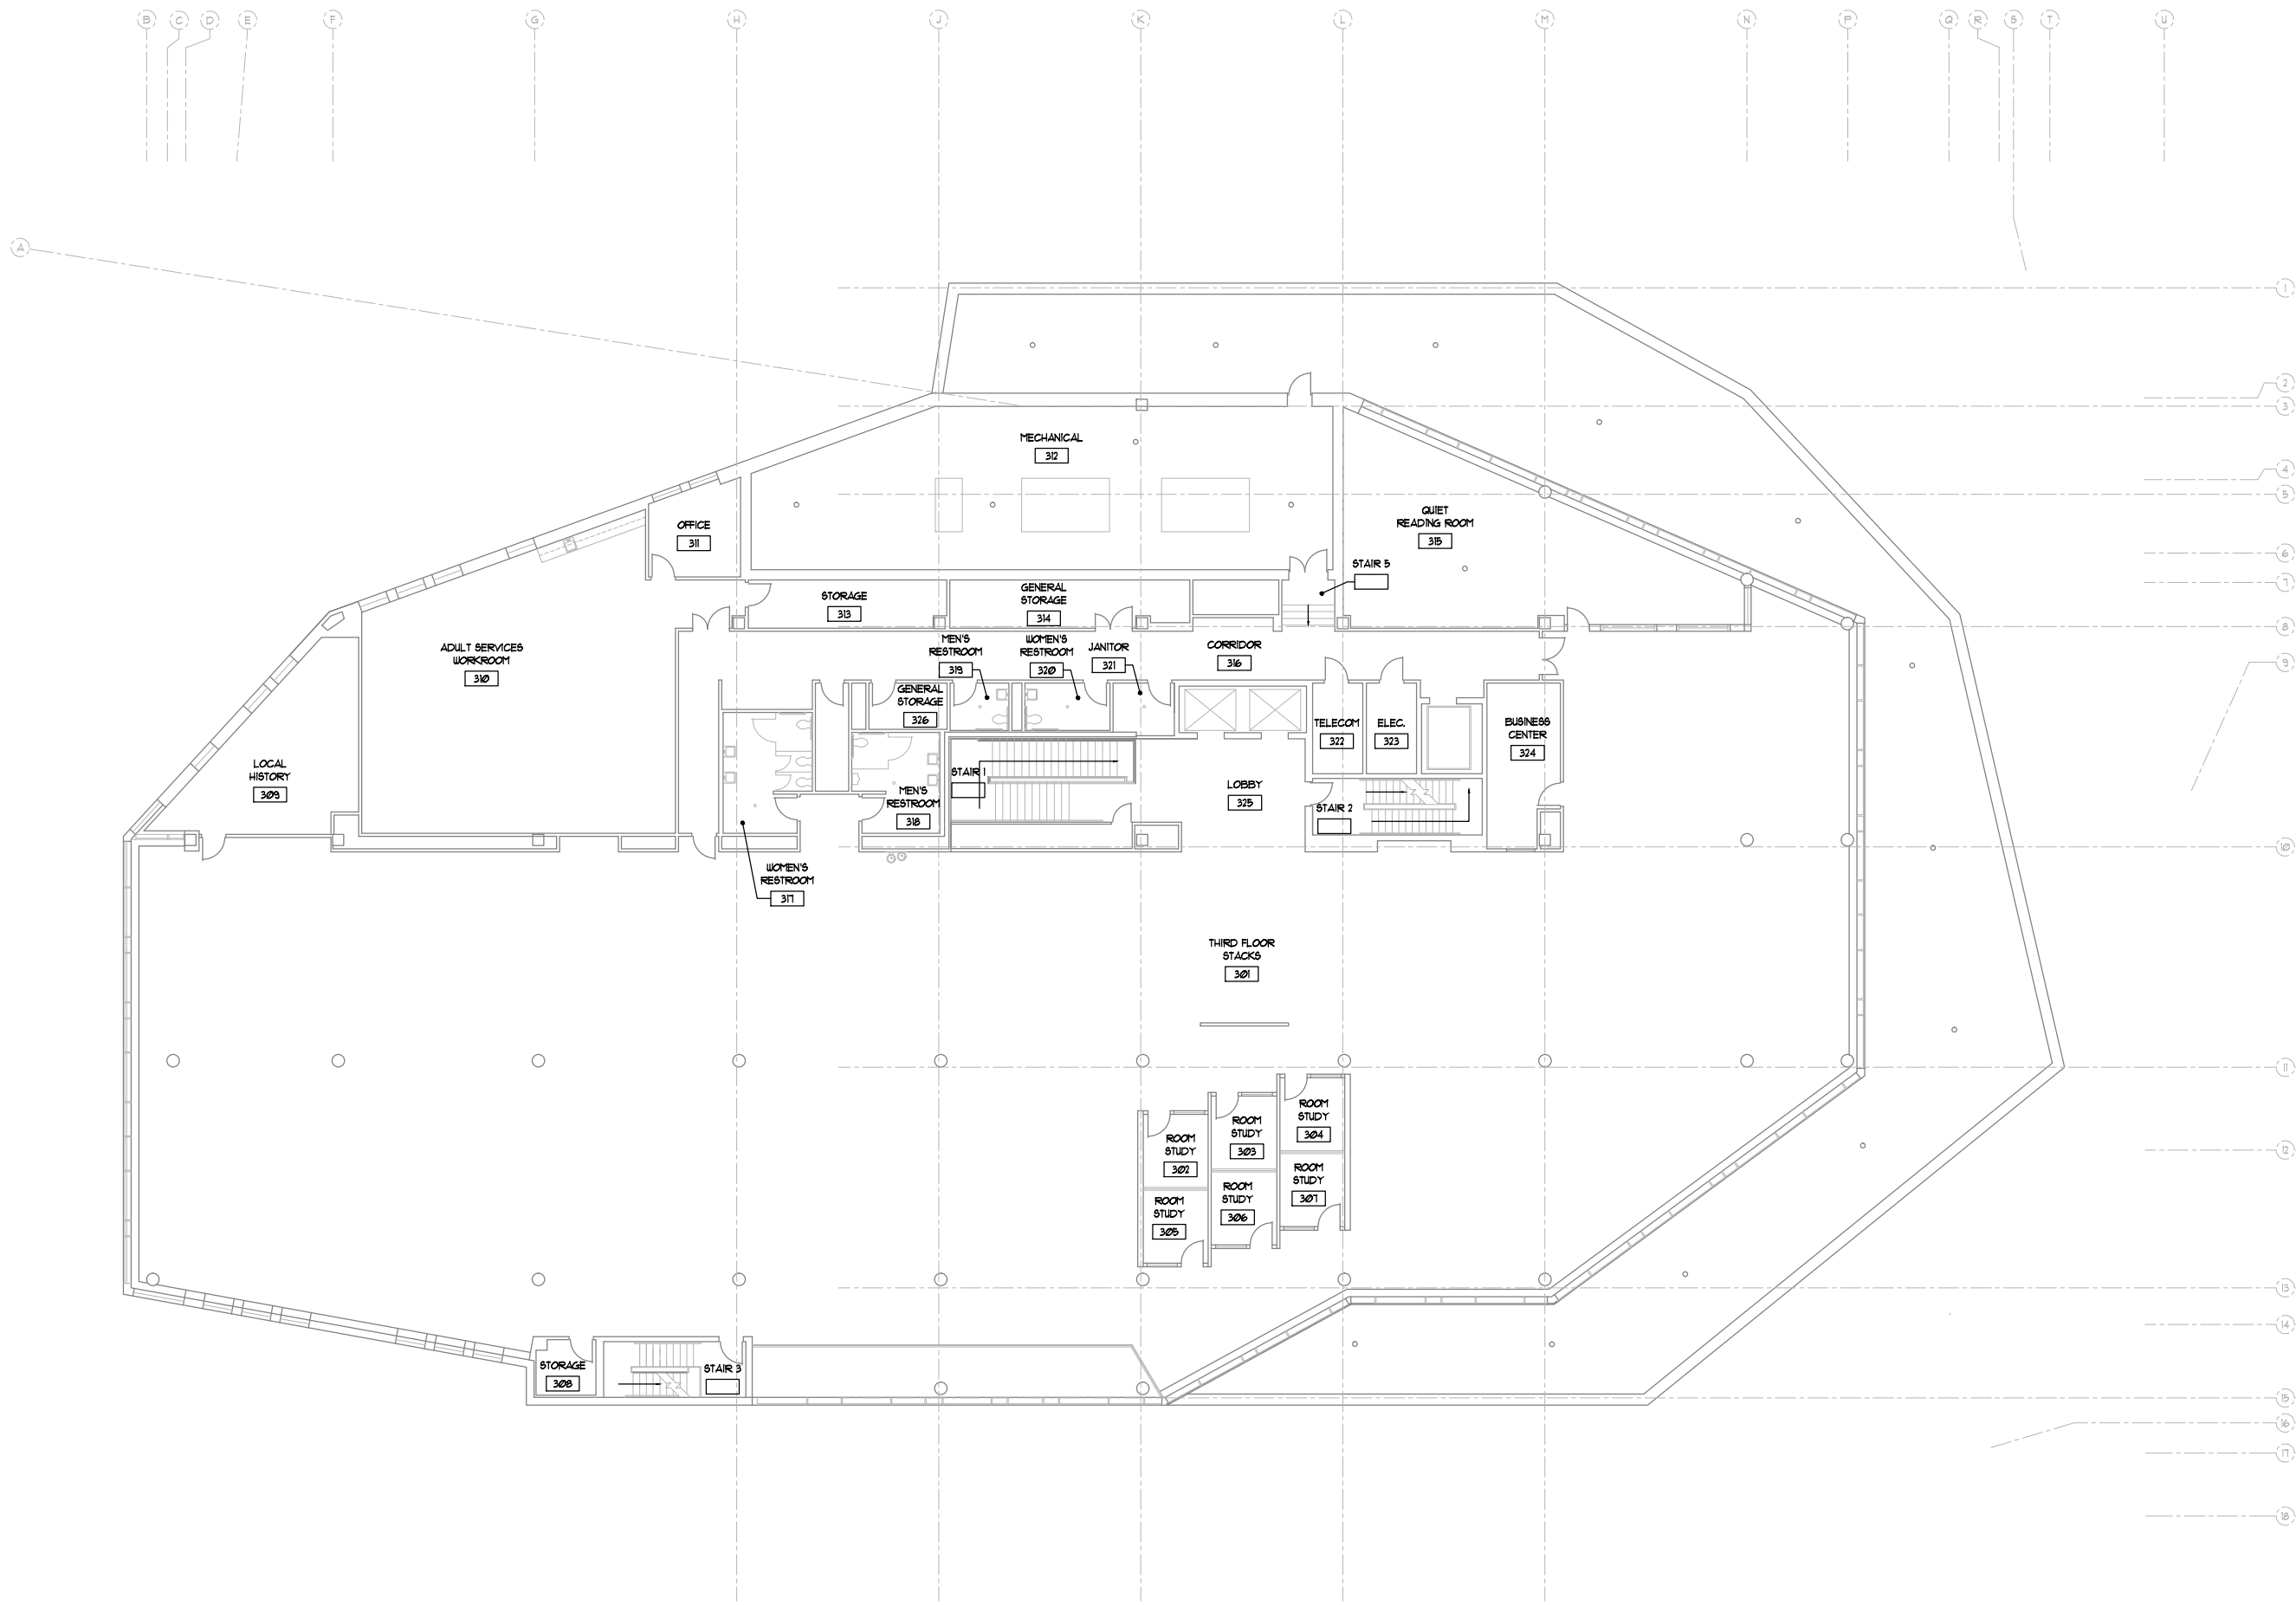 B
C
D
E
F
G
H
J
K
L
M
N
P
Q
R
S
T
U
A
1
2
3
4
5
6
7
8
9
10
11
12
13
14
15
16
17
18
MECHANICAL
312
OFFICE
311
QUIET
READING ROOM
315
STAIR 5
STORAGE
313
GENERAL
STORAGE
314
ADULT SERVICES
WORKROOM
310
MEN'S
RESTROOM
319
WOMEN'S
RESTROOM
320
JANITOR
321
CORRIDOR
316
GENERAL
STORAGE
326
TELECOM
322
ELEC.
323
BUSINESS
CENTER
324
LOCAL
HISTORY
309
STAIR 1
LOBBY
325
MEN'S
RESTROOM
318
STAIR 2
WOMEN'S
RESTROOM
317
THIRD FLOOR
STACKS
301
ROOM
STUDY
304
ROOM
STUDY
303
ROOM
STUDY
302
ROOM
STUDY
307
ROOM
STUDY
306
ROOM
STUDY
305
STORAGE
308
STAIR 3